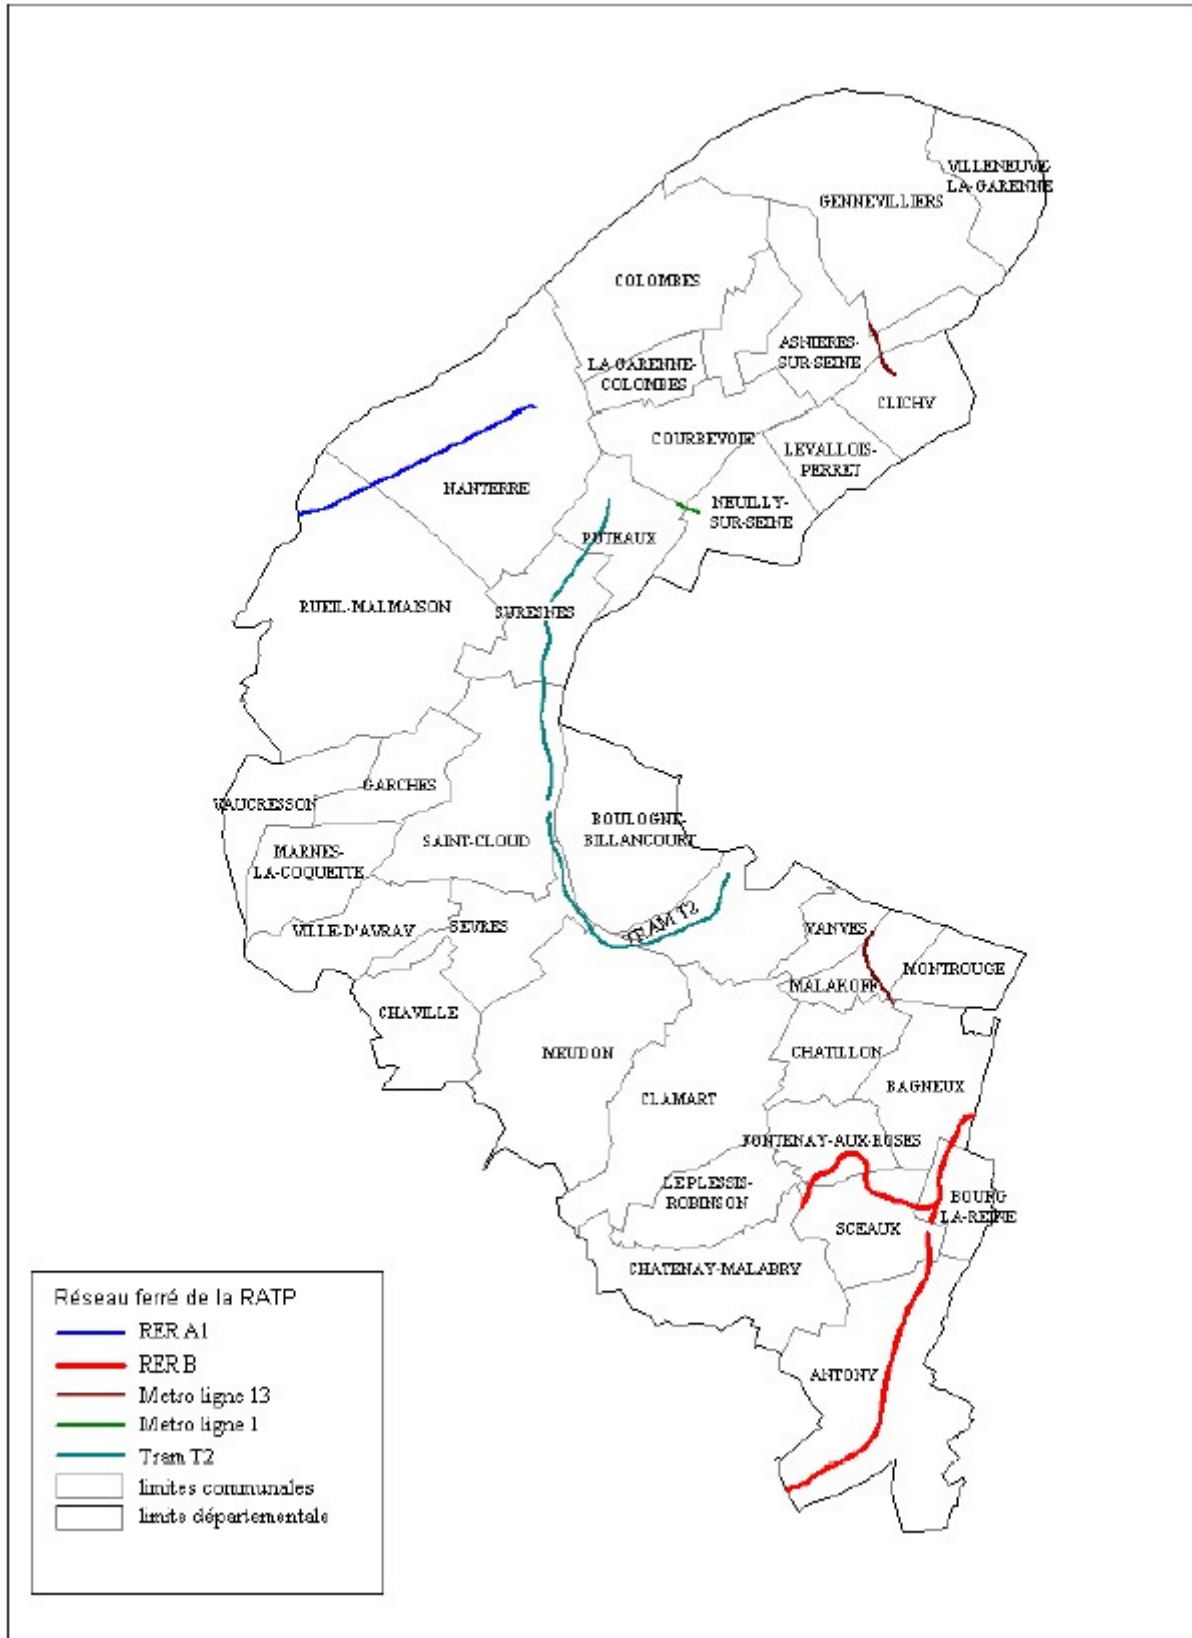 VILLENEUVE-
LA-GARENNE
GENNEVILLIERS
COLOMBES
ASNIERES-
SUR-SEINE
LA GARENNE-
COLOMBES
CLICHY
COURBEVOIE
LEVALLOIS-
PERRET
NANTERRE
NEUILLY-
SUR-SEINE
PUTEAUX
RUEIL-MALMAISON
SURESNES
GARCHES
VAUCRESSON
BOULOGNE-
BILLANCOURT
SAINT-CLOUD
MARNES-
LA-COQUETTE
VILLE-D'AVRAY
SEVRES
TRAM T2
VANVES
MONTROUGE
MALAKOFF
CHAVILLE
MEUDON
CHATILLON
BAGNEUX
CLAMART
FONTENAY-AUX-ROSES
LE PLESSIS-
ROBINSON
BOURG
LA-REINE
SCEAUX
CHATENAY-MALABRY
ANTONY
Réseau ferré de la RATP
RER A1
RER B
Metro ligne 13
Metro ligne 1
Tram T2
limites communales
limite départementale